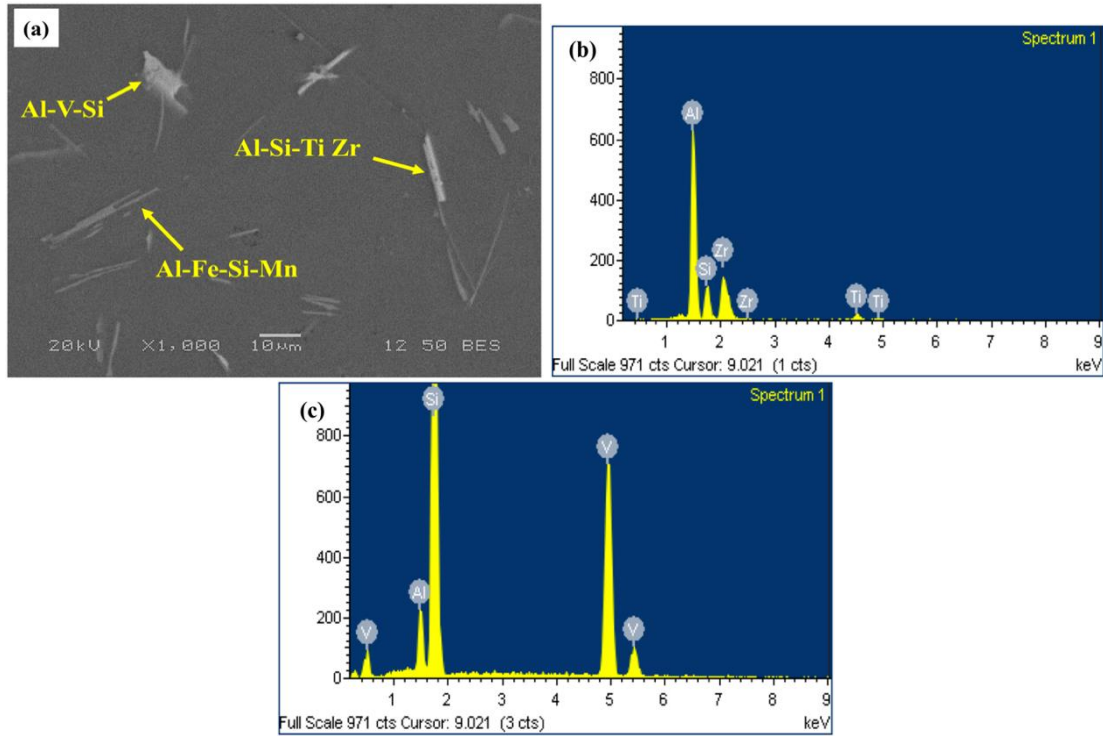 (a)
Al-V-Si
Al-Si-Ti Zr
Al-Fe-Si-Mn
20kV X1,000 10μm 12 50 BES
(b)
Spectrum 1
800
600
400
200
0
Al
Si
Zr
Ti
Zr
Ti
Ti
0 1 2 3 4 5 6 7 8 9 10
Full Scale 971 cts Cursor: 9.021 (1 cts)
keV
(c)
Spectrum 1
800
600
400
200
0
Si
V
Al
V
V
1 2 3 4 5 6 7 8 9
Full Scale 971 cts Cursor: 9.021 (3 cts)
keV